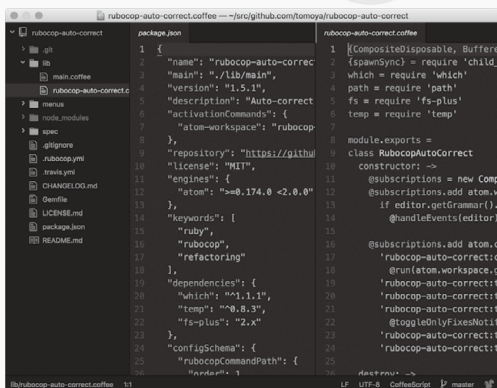 rubocop-auto-correct.coffee — ~/src/github.com/tomoya/rubocop-auto-correct
rubocop-auto-correct
.git
lib
main.coffee
rubocop-auto-correct.c
menus
node_modules
spec
.gitignore
.rubocop.yml
.travis.yml
CHANGELOG.md
Gemfile
LICENSE.md
package.json
README.md
package.json
1 {
2 "name": "rubocop-auto-correc
3 "main": "./lib/main",
4 "version": "1.5.1",
5 "description": "Auto-correct
6 "activationCommands": {
7 "atom-workspace": "rubocop-
8 },
9 "repository": "https://githu
10 "license": "MIT",
11 "engines": {
12 "atom": ">=0.174.0 <2.0.0"
13 },
14 "keywords": [
15 "ruby",
16 "rubocop",
17 "refactoring"
18 ],
19 "dependencies": {
20 "which": "^1.1.1",
21 "temp": "^0.8.3",
22 "fs-plus": "2.x"
23 },
24 "configSchema": {
25 "rubocopCommandPath": {
26 "order": 1
rubocop-auto-correct.coffee
1 {CompositeDisposable, Buffere
2 {spawnSync} = require 'child_
3 which = require 'which'
4 path = require 'path'
5 fs = require 'fs-plus'
6 temp = require 'temp'
7
8 module.exports =
9 class RubocopAutoCorrect
10 constructor: ->
11 @subscriptions = new Comp
12 @subscriptions.add atom.w
13 if editor.getGrammar().
14 @handleEvents(editor)
15
16 @subscriptions.add atom.c
17 'rubocop-auto-correct:c
18 @run(atom.workspace.g
19 'rubocop-auto-correct:t
20 'rubocop-auto-correct:t
21 'rubocop-auto-correct:t
22 @toggleOnlyFixesNotit
23 'rubocop-auto-correct:t
24 'rubocop-auto-correct:t
25
26 destroy: ->
lib/rubocop-auto-correct.coffee 1:1
LF UTF-8 CoffeeScript master